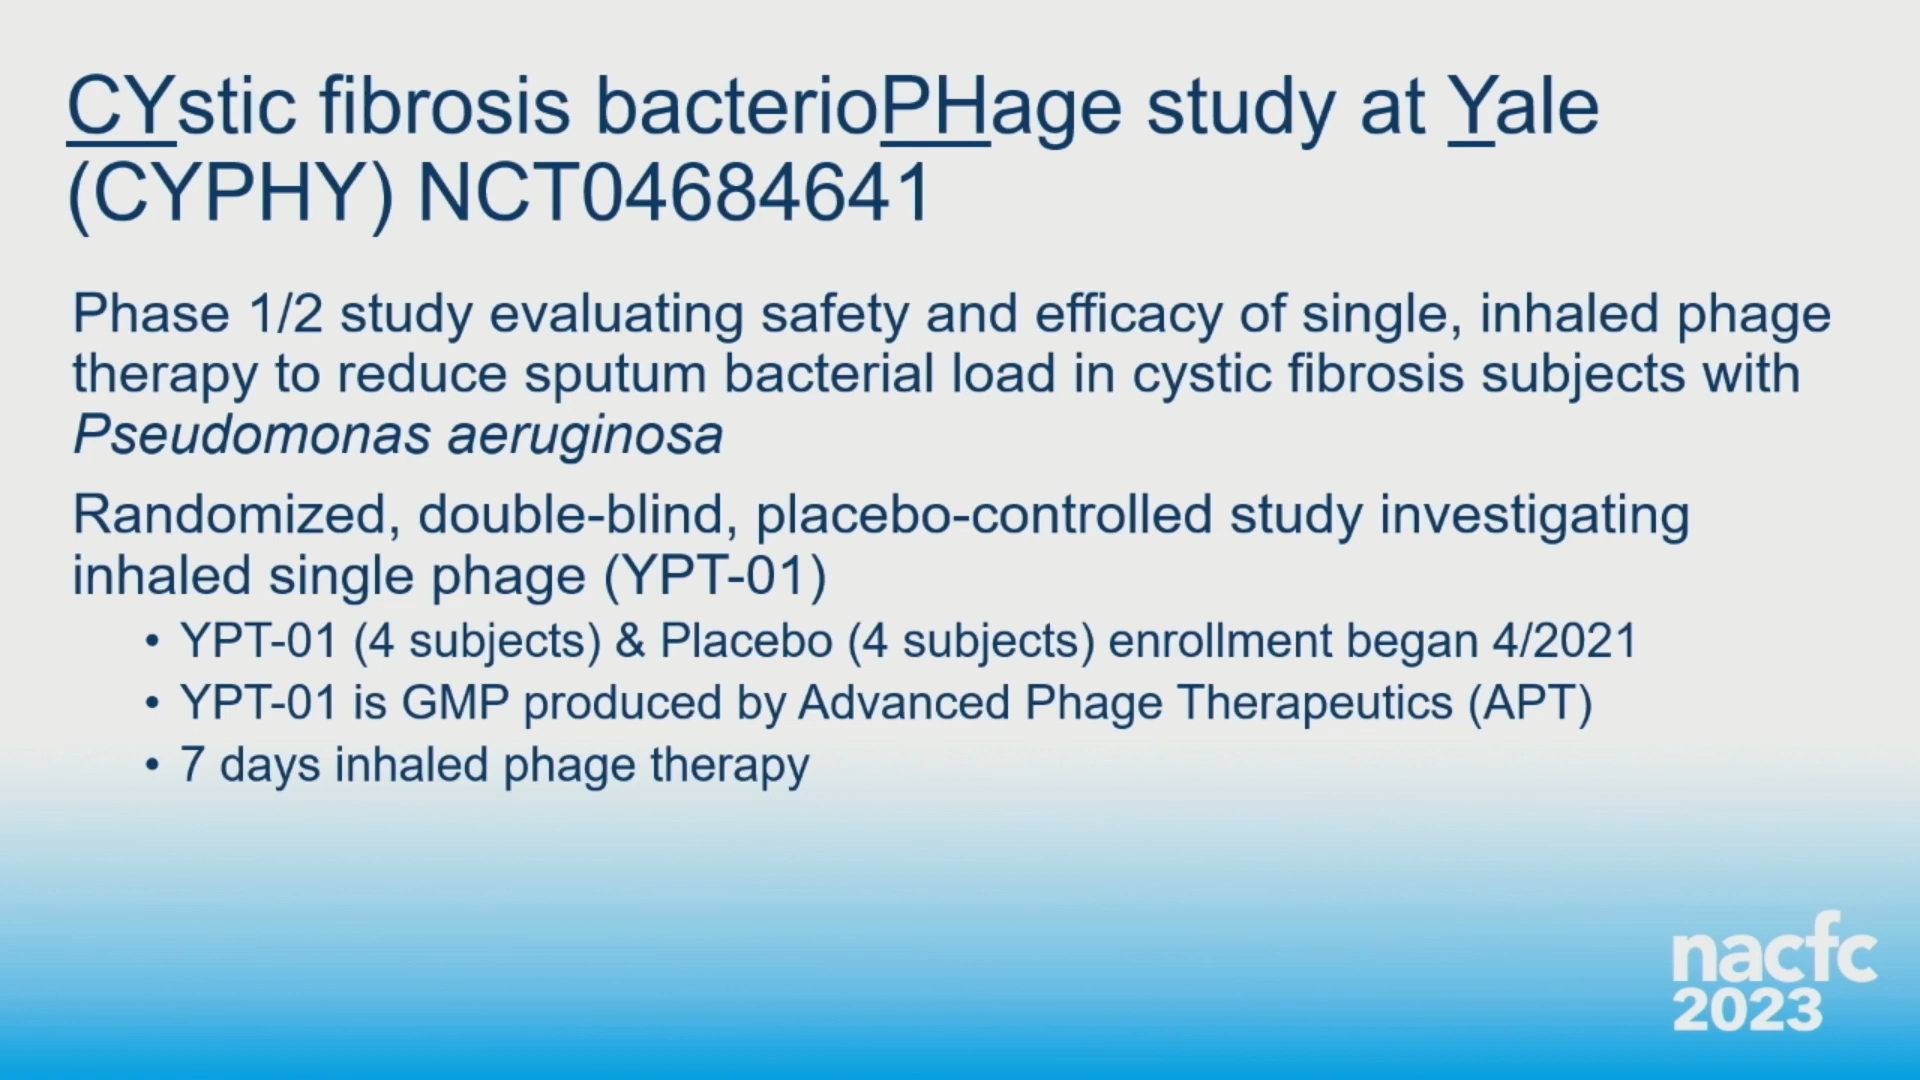 CYstic fibrosis bacterioPHage study at Yale
(CYPHY) NCT04684641
Phase 1/2 study evaluating safety and efficacy of single, inhaled phage
therapy to reduce sputum bacterial load in cystic fibrosis subjects with
Pseudomonas aeruginosa
Randomized, double-blind, placebo-controlled study investigating
inhaled single phage (YPT-01)
• YPT-01 (4 subjects) & Placebo (4 subjects) enrollment began 4/2021
• YPT-01 is GMP produced by Advanced Phage Therapeutics (APT)
• 7 days inhaled phage therapy
nacfc
2023